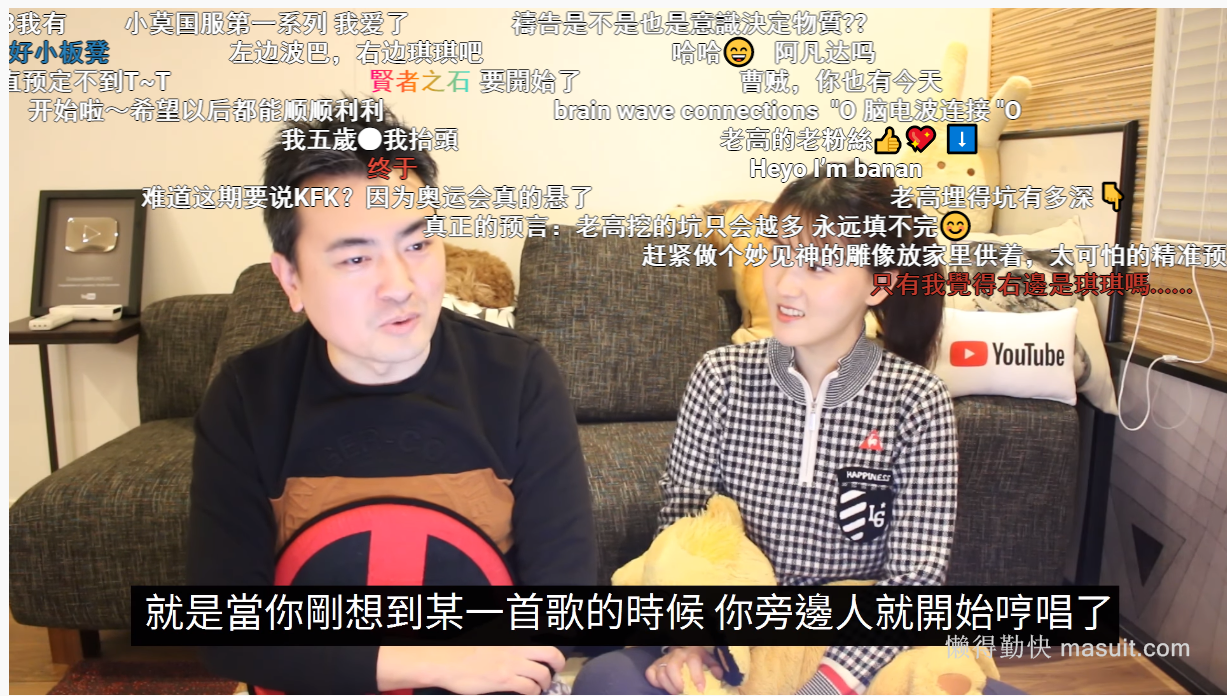 3我有 小莫国服第一系列 我爱了 禱告是不是也是意識決定物質??
好小板凳 左边波巴，右边琪琪吧 哈哈😄 阿凡达吗
直预定不到T~T 賢者之石 要開始了 曹贼，你也有今天
开始啦～希望以后都能顺顺利利 brain wave connections "O 脑电波连接 "O
我五歲⚪我抬頭 老高的老粉絲👍💖 ⬇️
终于 Heyo I'm banan
难道这期要说KFK？因为奥运会真的悬了 老高埋得坑有多深👇
真正的预言：老高挖的坑只会越多 永远填不完😊
赶紧做个妙见神的雕像放家里供着，太可怕的精准预
只有我覺得右邊是琪琪嗎......
YouTube
HAPPINESS
16
就是當你剛想到某一首歌的時候 你旁邊人就開始哼唱了
懒得勤快 masuit.com